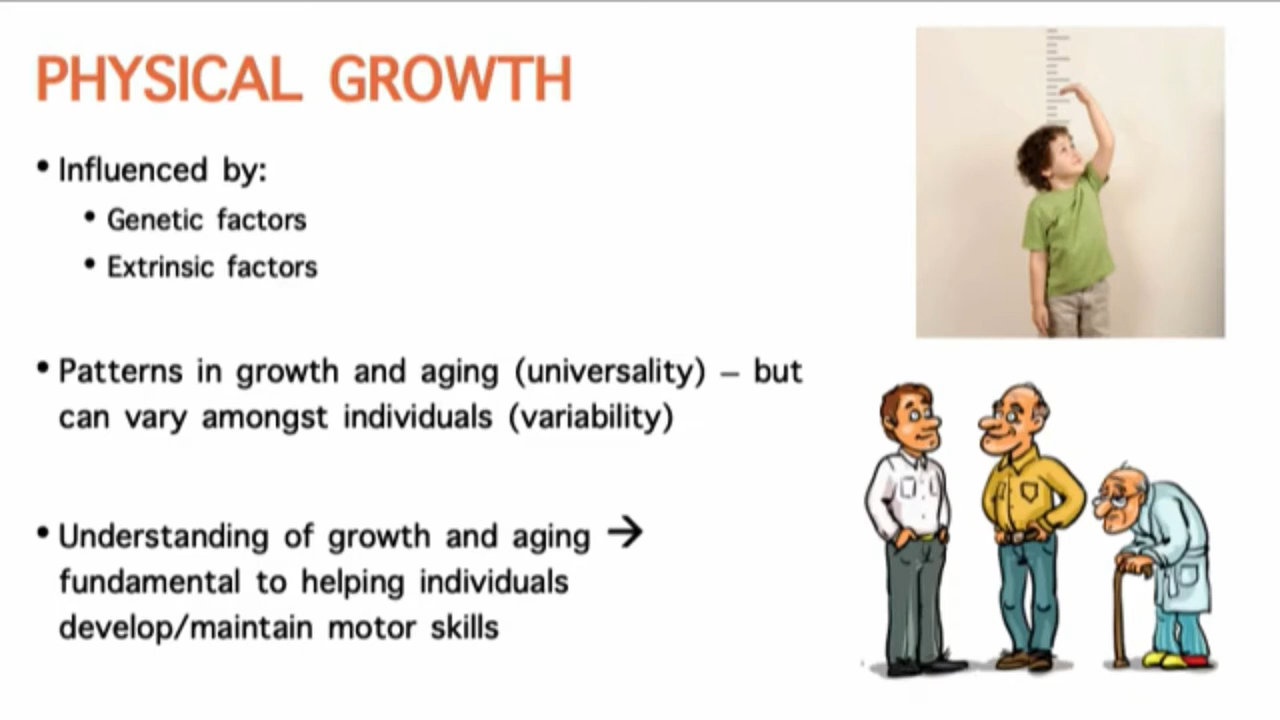 PHYSICAL GROWTH
• Influenced by:
• Genetic factors
• Extrinsic factors
• Patterns in growth and aging (universality) – but
can vary amongst individuals (variability)
• Understanding of growth and aging →
fundamental to helping individuals
develop/maintain motor skills